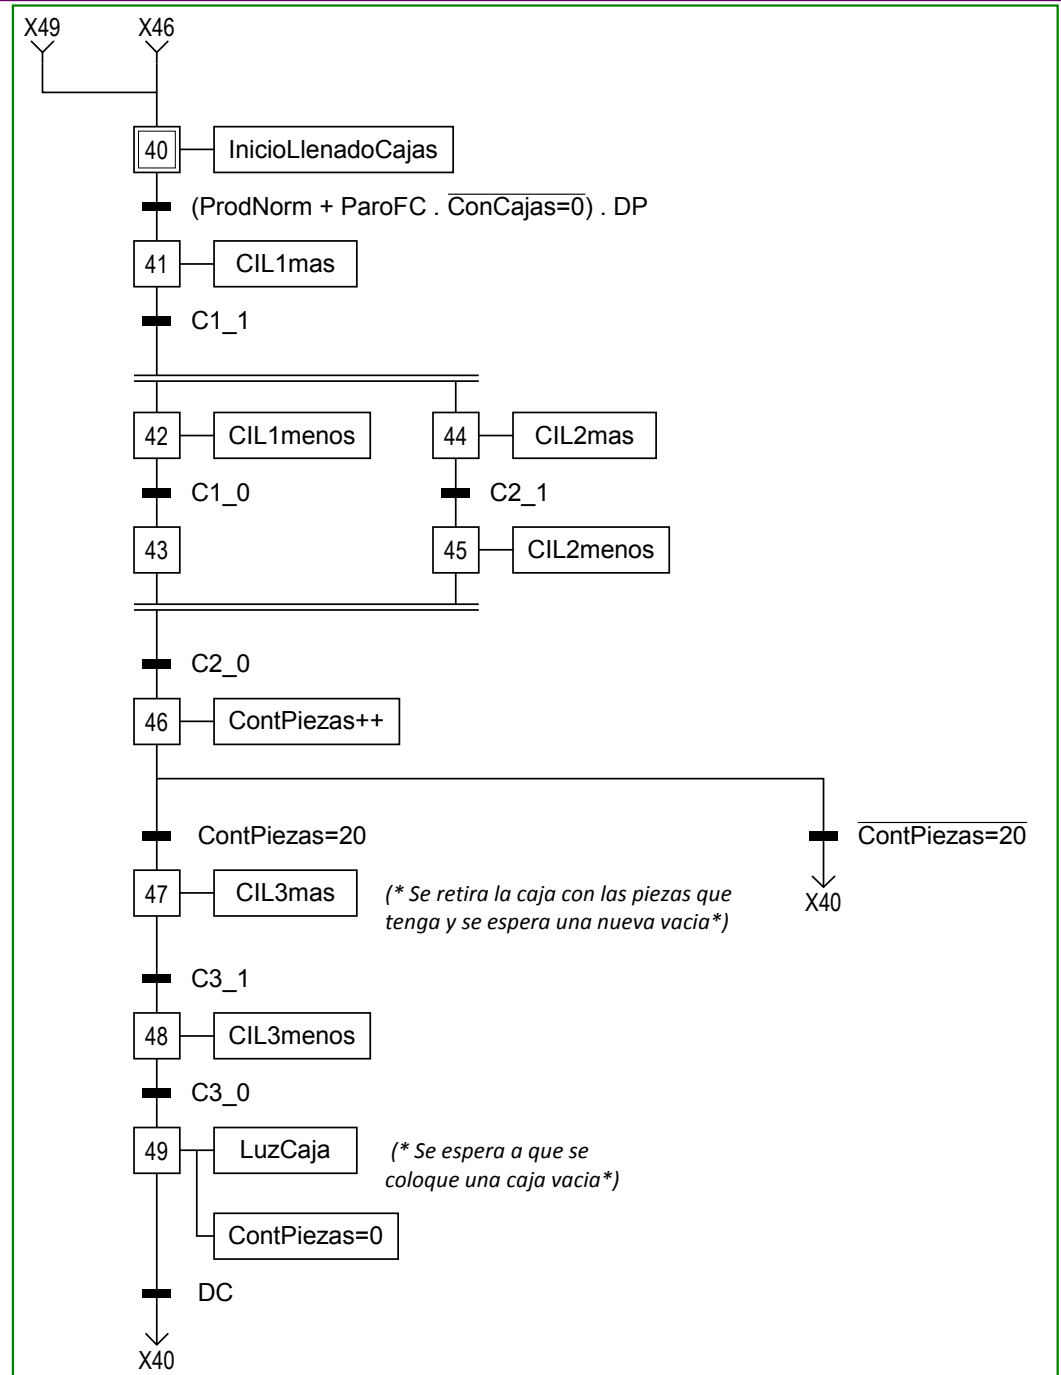 X49 X46
40 InicioLlenadoCajas
(ProdNorm + ParoFC . ConCajas=0) . DP
41 CIL1mas
C1_1
42 CIL1menos 44 CIL2mas
C1_0 C2_1
43 45 CIL2menos
C2_0
46 ContPiezas++
ContPiezas=20 ContPiezas=20
47 CIL3mas (* Se retira la caja con las piezas que
tenga y se espera una nueva vacia*)
X40
C3_1
48 CIL3menos
C3_0
49 LuzCaja (* Se espera a que se
coloque una caja vacia*)
ContPiezas=0
DC
X40